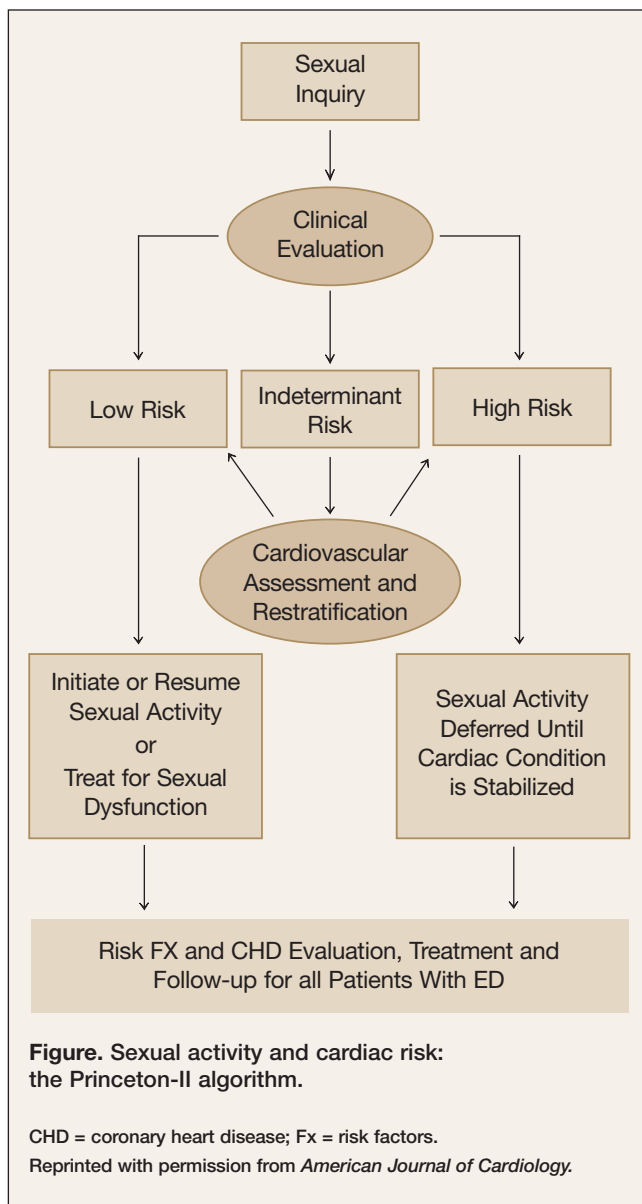 Sexual
Inquiry
Clinical
Evaluation
Low Risk
Indeterminant
Risk
High Risk
Cardiovascular
Assessment and
Restratification
Initiate or Resume
Sexual Activity
or
Treat for Sexual
Dysfunction
Sexual Activity
Deferred Until
Cardiac Condition
is Stabilized
Risk FX and CHD Evaluation, Treatment and
Follow-up for all Patients With ED
Figure. Sexual activity and cardiac risk:
the Princeton-II algorithm.
CHD = coronary heart disease; Fx = risk factors.
Reprinted with permission from American Journal of Cardiology.